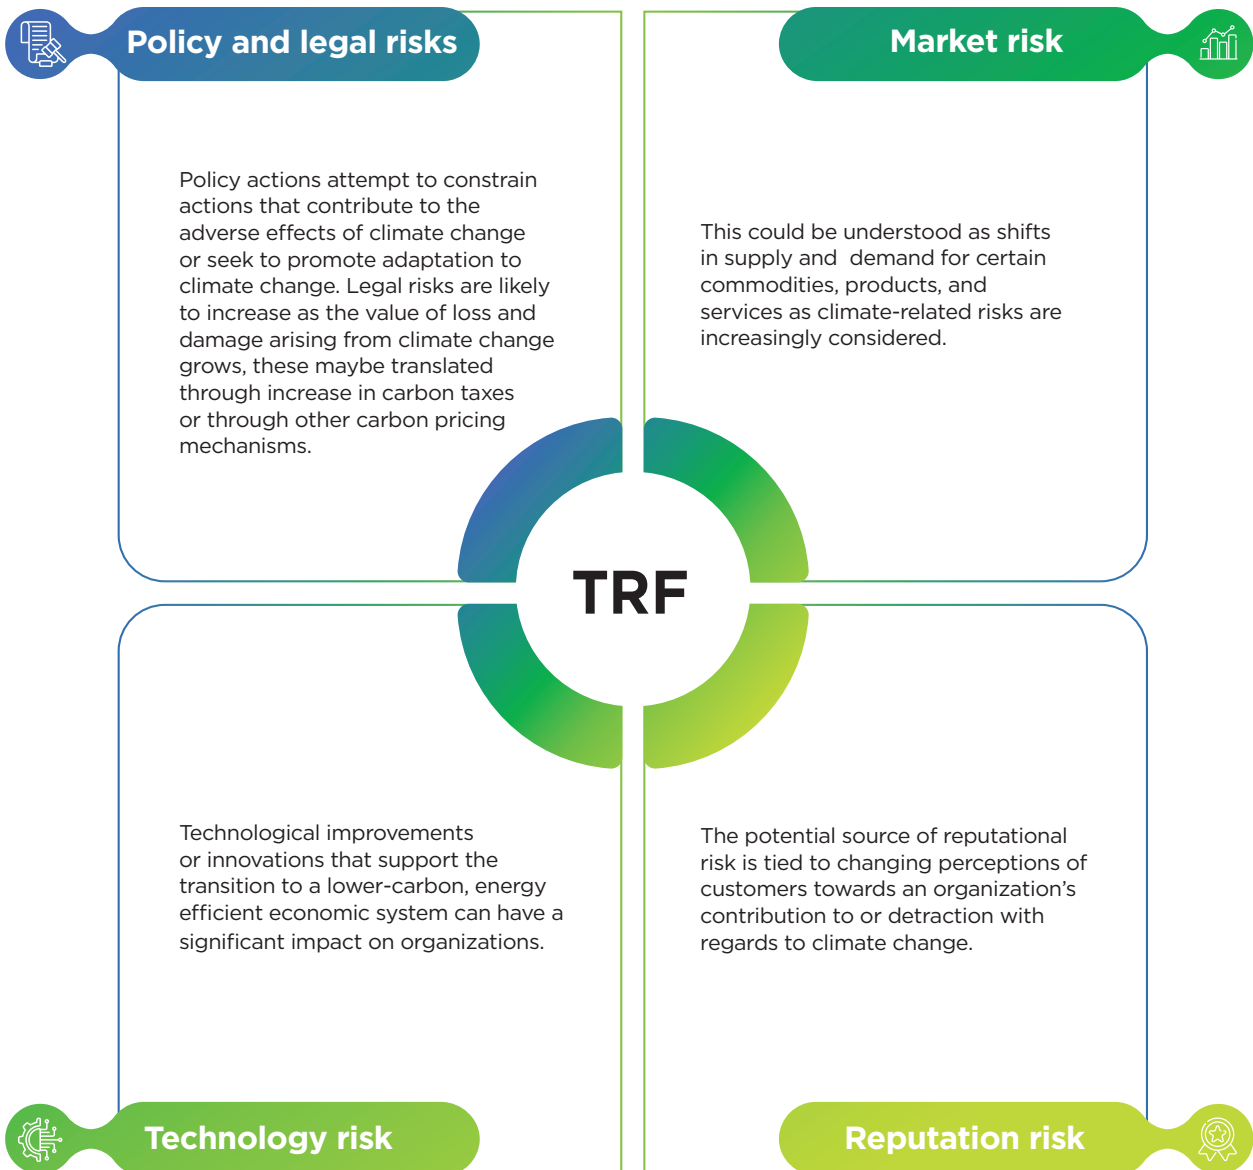 Policy and legal risks
Policy actions attempt to constrain
actions that contribute to the
adverse effects of climate change
or seek to promote adaptation to
climate change. Legal risks are likely
to increase as the value of loss and
damage arising from climate change
grows, these maybe translated
through increase in carbon taxes
or through other carbon pricing
mechanisms.
Market risk
This could be understood as shifts
in supply and  demand for certain
commodities, products, and
services as climate-related risks are
increasingly considered.
TRF
Technological improvements
or innovations that support the
transition to a lower-carbon, energy
efficient economic system can have a
significant impact on organizations.
Technology risk
The potential source of reputational
risk is tied to changing perceptions of
customers towards an organization’s
contribution to or detraction with
regards to climate change.
Reputation risk